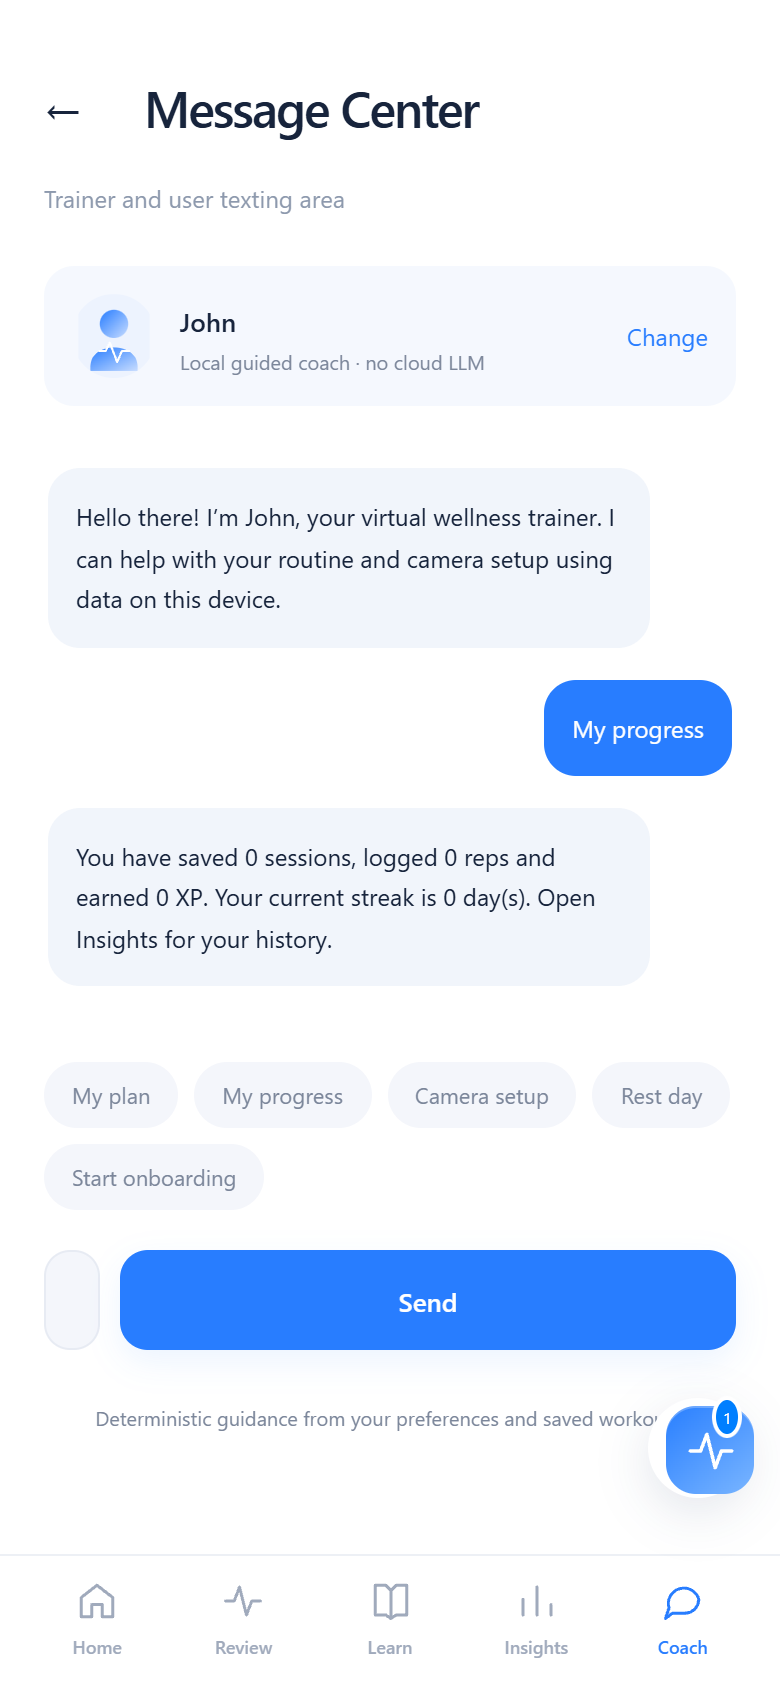 Message Center
Trainer and user texting area
John
Local guided coach · no cloud LLM
Change
Hello there! I’m John, your virtual wellness trainer. I
can help with your routine and camera setup using
data on this device.
My progress
You have saved 0 sessions, logged 0 reps and
earned 0 XP. Your current streak is 0 day(s). Open
Insights for your history.
My plan
My progress
Camera setup
Rest day
Start onboarding
Send
Deterministic guidance from your preferences and saved
1
Home
Review
Learn
Insights
Coach